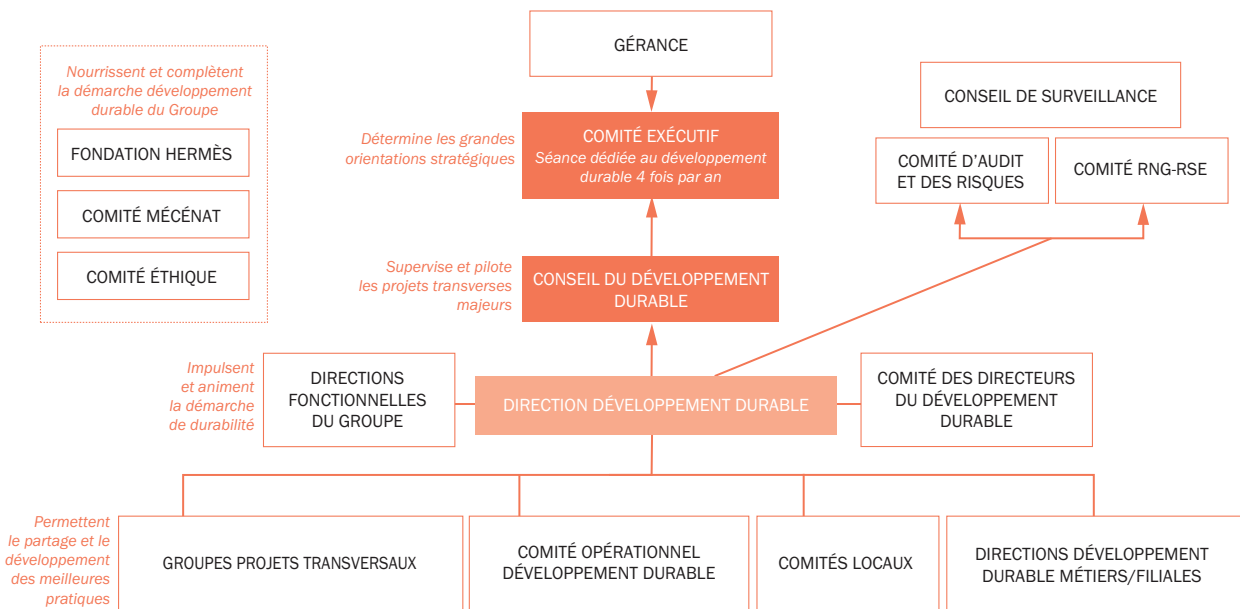 GÉRANCE
Nourrissent et complètent
la démarche développement
durable du Groupe
FONDATION HERMÈS
COMITÉ MÉCÉNAT
COMITÉ ÉTHIQUE
Détermine les grandes
orientations stratégiques
COMITÉ EXÉCUTIF
Séance dédiée au développement
durable 4 fois par an
CONSEIL DE SURVEILLANCE
COMITÉ D'AUDIT
ET DES RISQUES
COMITÉ RNG-RSE
Supervise et pilote
les projets transverses
majeurs
CONSEIL DU DÉVELOPPEMENT
DURABLE
Impulsent
et animent
la démarche
de durabilité
DIRECTIONS
FONCTIONNELLES
DU GROUPE
DIRECTION DÉVELOPPEMENT DURABLE
COMITÉ DES DIRECTEURS
DU DÉVELOPPEMENT
DURABLE
Permettent
le partage et le
développement
des meilleures
pratiques
GROUPES PROJETS TRANSVERSAUX
COMITÉ OPÉRATIONNEL
DÉVELOPPEMENT DURABLE
COMITÉS LOCAUX
DIRECTIONS DÉVELOPPEMENT
DURABLE MÉTIERS/FILIALES